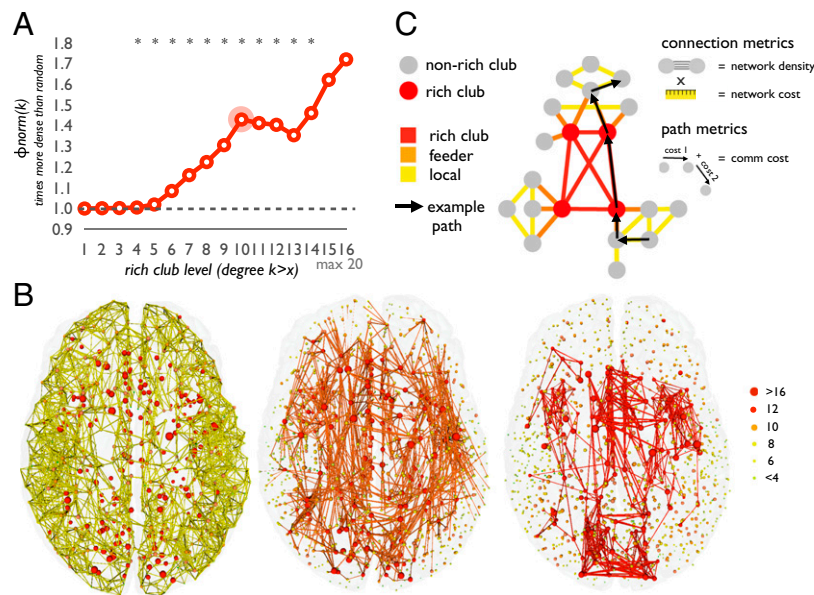 A
ϕnorm(k)
times more dense than random
1.8
1.7
1.6
1.5
1.4
1.3
1.2
1.1
1.0
0.9
* * * * * * * * * * *
1 2 3 4 5 6 7 8 9 10 11 12 13 14 15 16
rich club level (degree k>x)
max 20
C
non-rich club
rich club
rich club
feeder
local
example
path
connection metrics
= network density
x
= network cost
path metrics
cost 1
+ cost 2
= comm cost
B
>16
12
10
8
6
<4